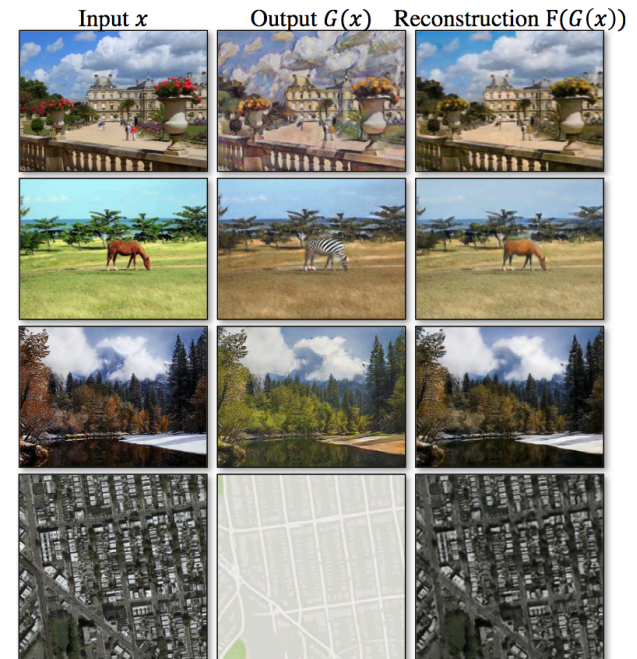 Input x
Output G(x)
Reconstruction F(G(x))